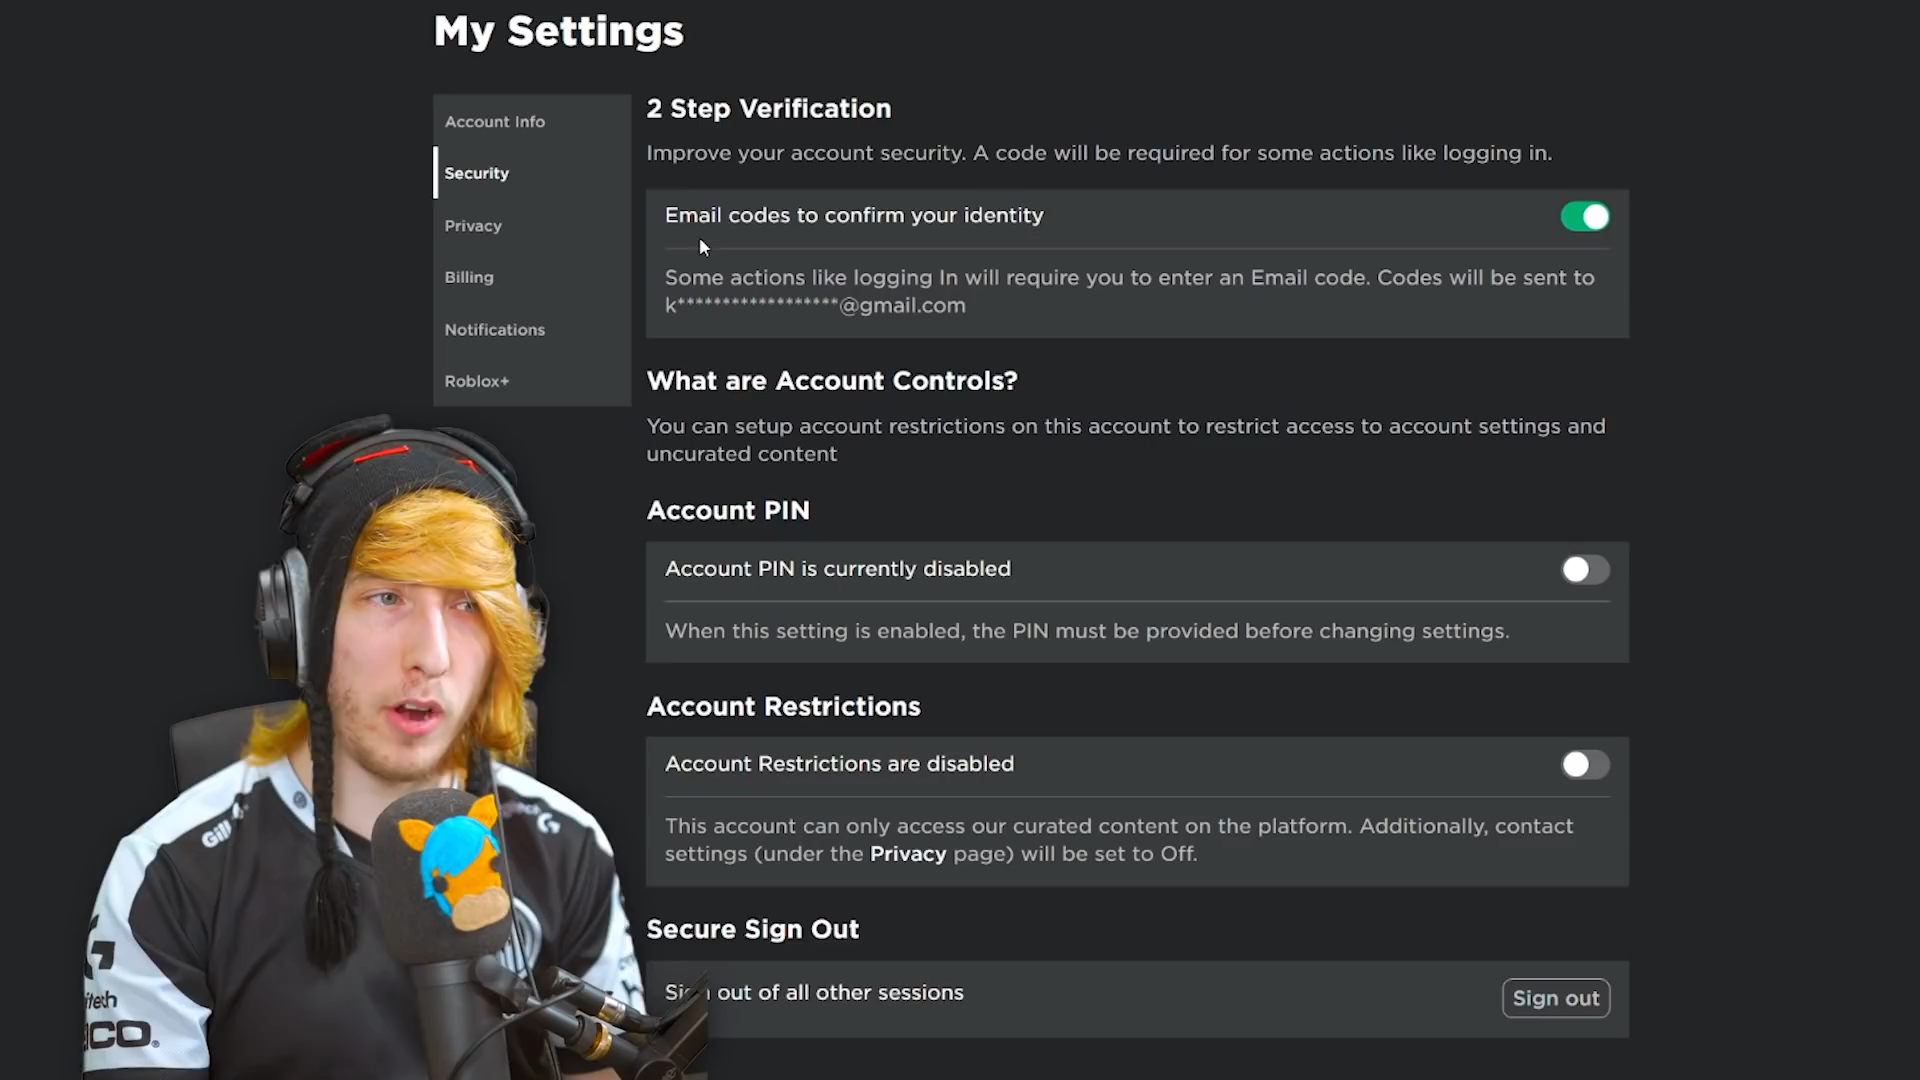 My Settings
Account Info
Security
Privacy
Billing
Notifications
Roblox+
2 Step Verification
Improve your account security. A code will be required for some actions like logging in.
Email codes to confirm your identity
Some actions like logging In will require you to enter an Email code. Codes will be sent to
k******************@gmail.com
What are Account Controls?
You can setup account restrictions on this account to restrict access to account settings and
uncurated content
Account PIN
Account PIN is currently disabled
When this setting is enabled, the PIN must be provided before changing settings.
Account Restrictions
Account Restrictions are disabled
This account can only access our curated content on the platform. Additionally, contact
settings (under the Privacy page) will be set to Off.
Secure Sign Out
out of all other sessions
Sign out